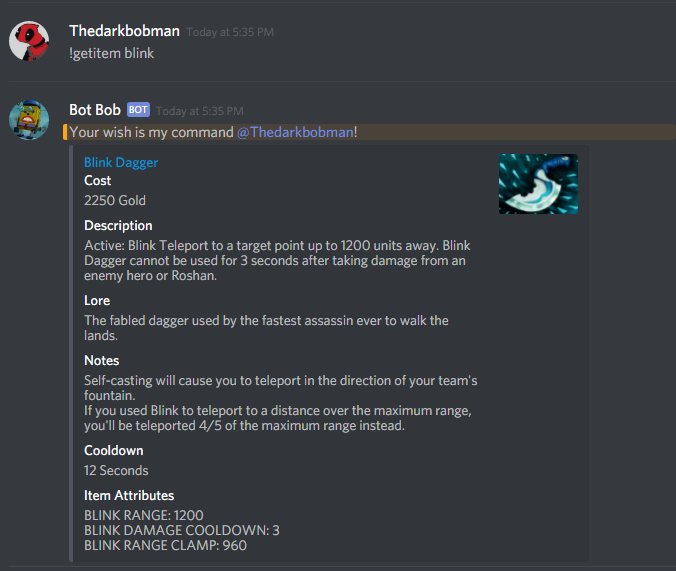 Thedarkbobman Today at 5:35 PM
!getitem blink
Bot Bob BOT Today at 5:35 PM
Your wish is my command @Thedarkbobman!
Blink Dagger
Cost
2250 Gold
Description
Active: Blink Teleport to a target point up to 1200 units away. Blink
Dagger cannot be used for 3 seconds after taking damage from an
enemy hero or Roshan.
Lore
The fabled dagger used by the fastest assassin ever to walk the
lands.
Notes
Self-casting will cause you to teleport in the direction of your team's
fountain.
If you used Blink to teleport to a distance over the maximum range,
you'll be teleported 4/5 of the maximum range instead.
Cooldown
12 Seconds
Item Attributes
BLINK RANGE: 1200
BLINK DAMAGE COOLDOWN: 3
BLINK RANGE CLAMP: 960